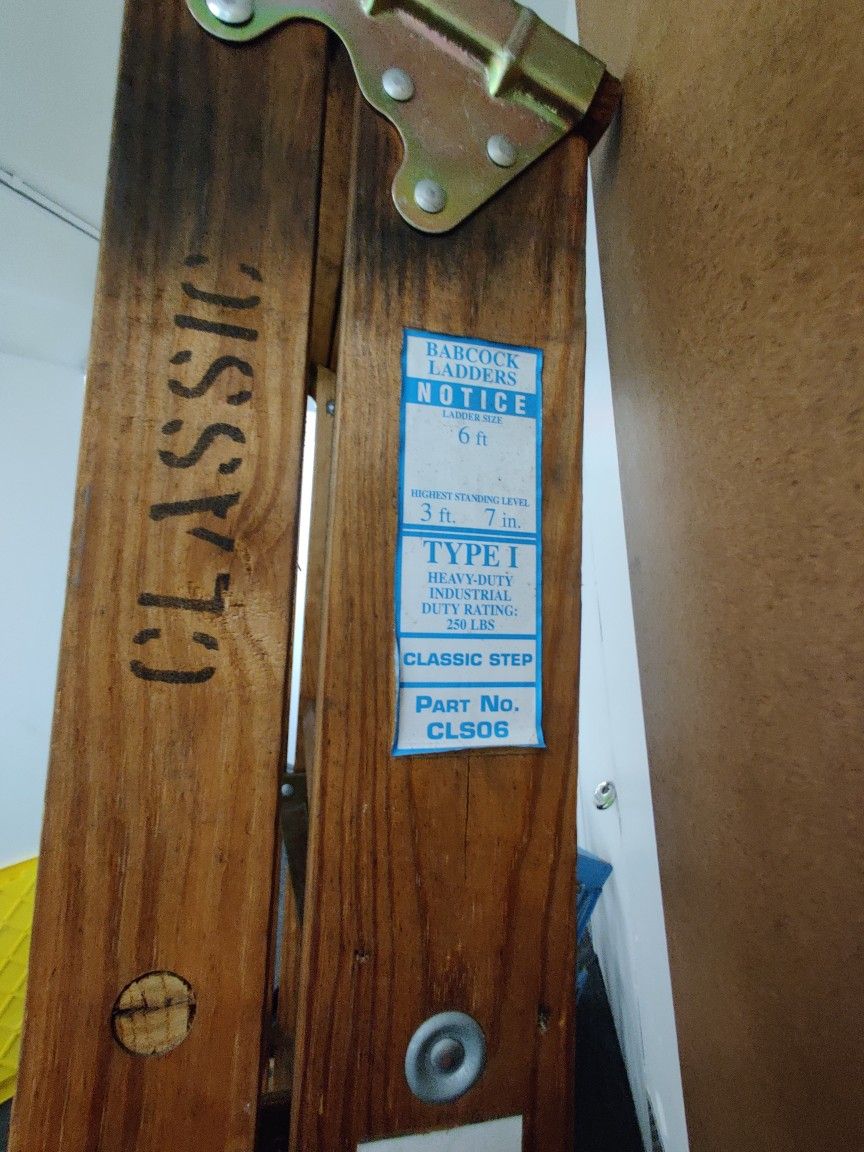 CLASSIC
BABCOCK
LADDERS
NOTICE
LADDER SIZE
6 ft
HIGHEST STANDING LEVEL
3 ft. 7 in.
TYPE I
HEAVY-DUTY
INDUSTRIAL
DUTY RATING:
250 LBS
CLASSIC STEP
PART NO.
CLS06